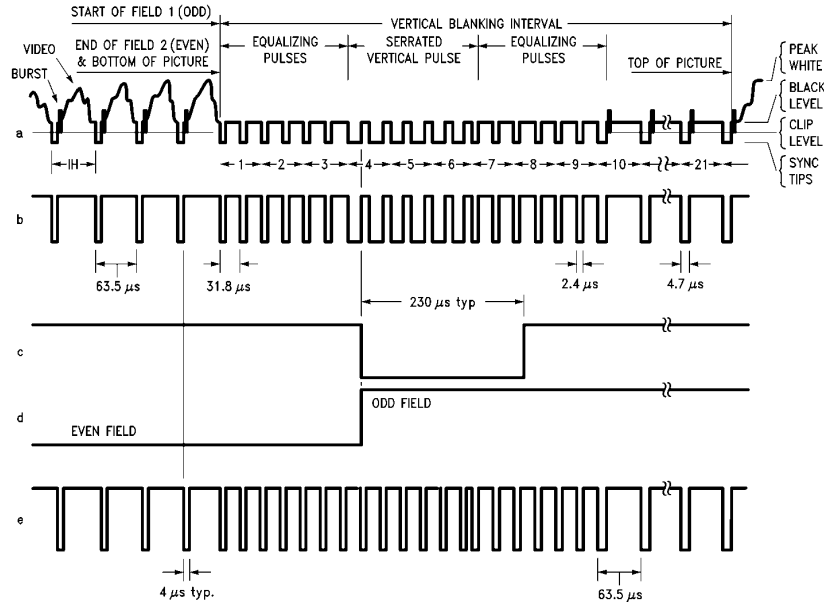 START OF FIELD 1 (ODD)
VERTICAL BLANKING INTERVAL
VIDEO
END OF FIELD 2 (EVEN)
& BOTTOM OF PICTURE
EQUALIZING
PULSES
SERRATED
VERTICAL PULSE
EQUALIZING
PULSES
TOP OF PICTURE
PEAK
WHITE
BURST
BLACK
LEVEL
a
CLIP
LEVEL
IH
1 2 3 4 5 6 7 8 9 10 21
SYNC
TIPS
b
63.5 µs
31.8 µs
2.4 µs
4.7 µs
230 µs typ
c
d
EVEN FIELD
ODD FIELD
e
4 µs typ.
63.5 µs